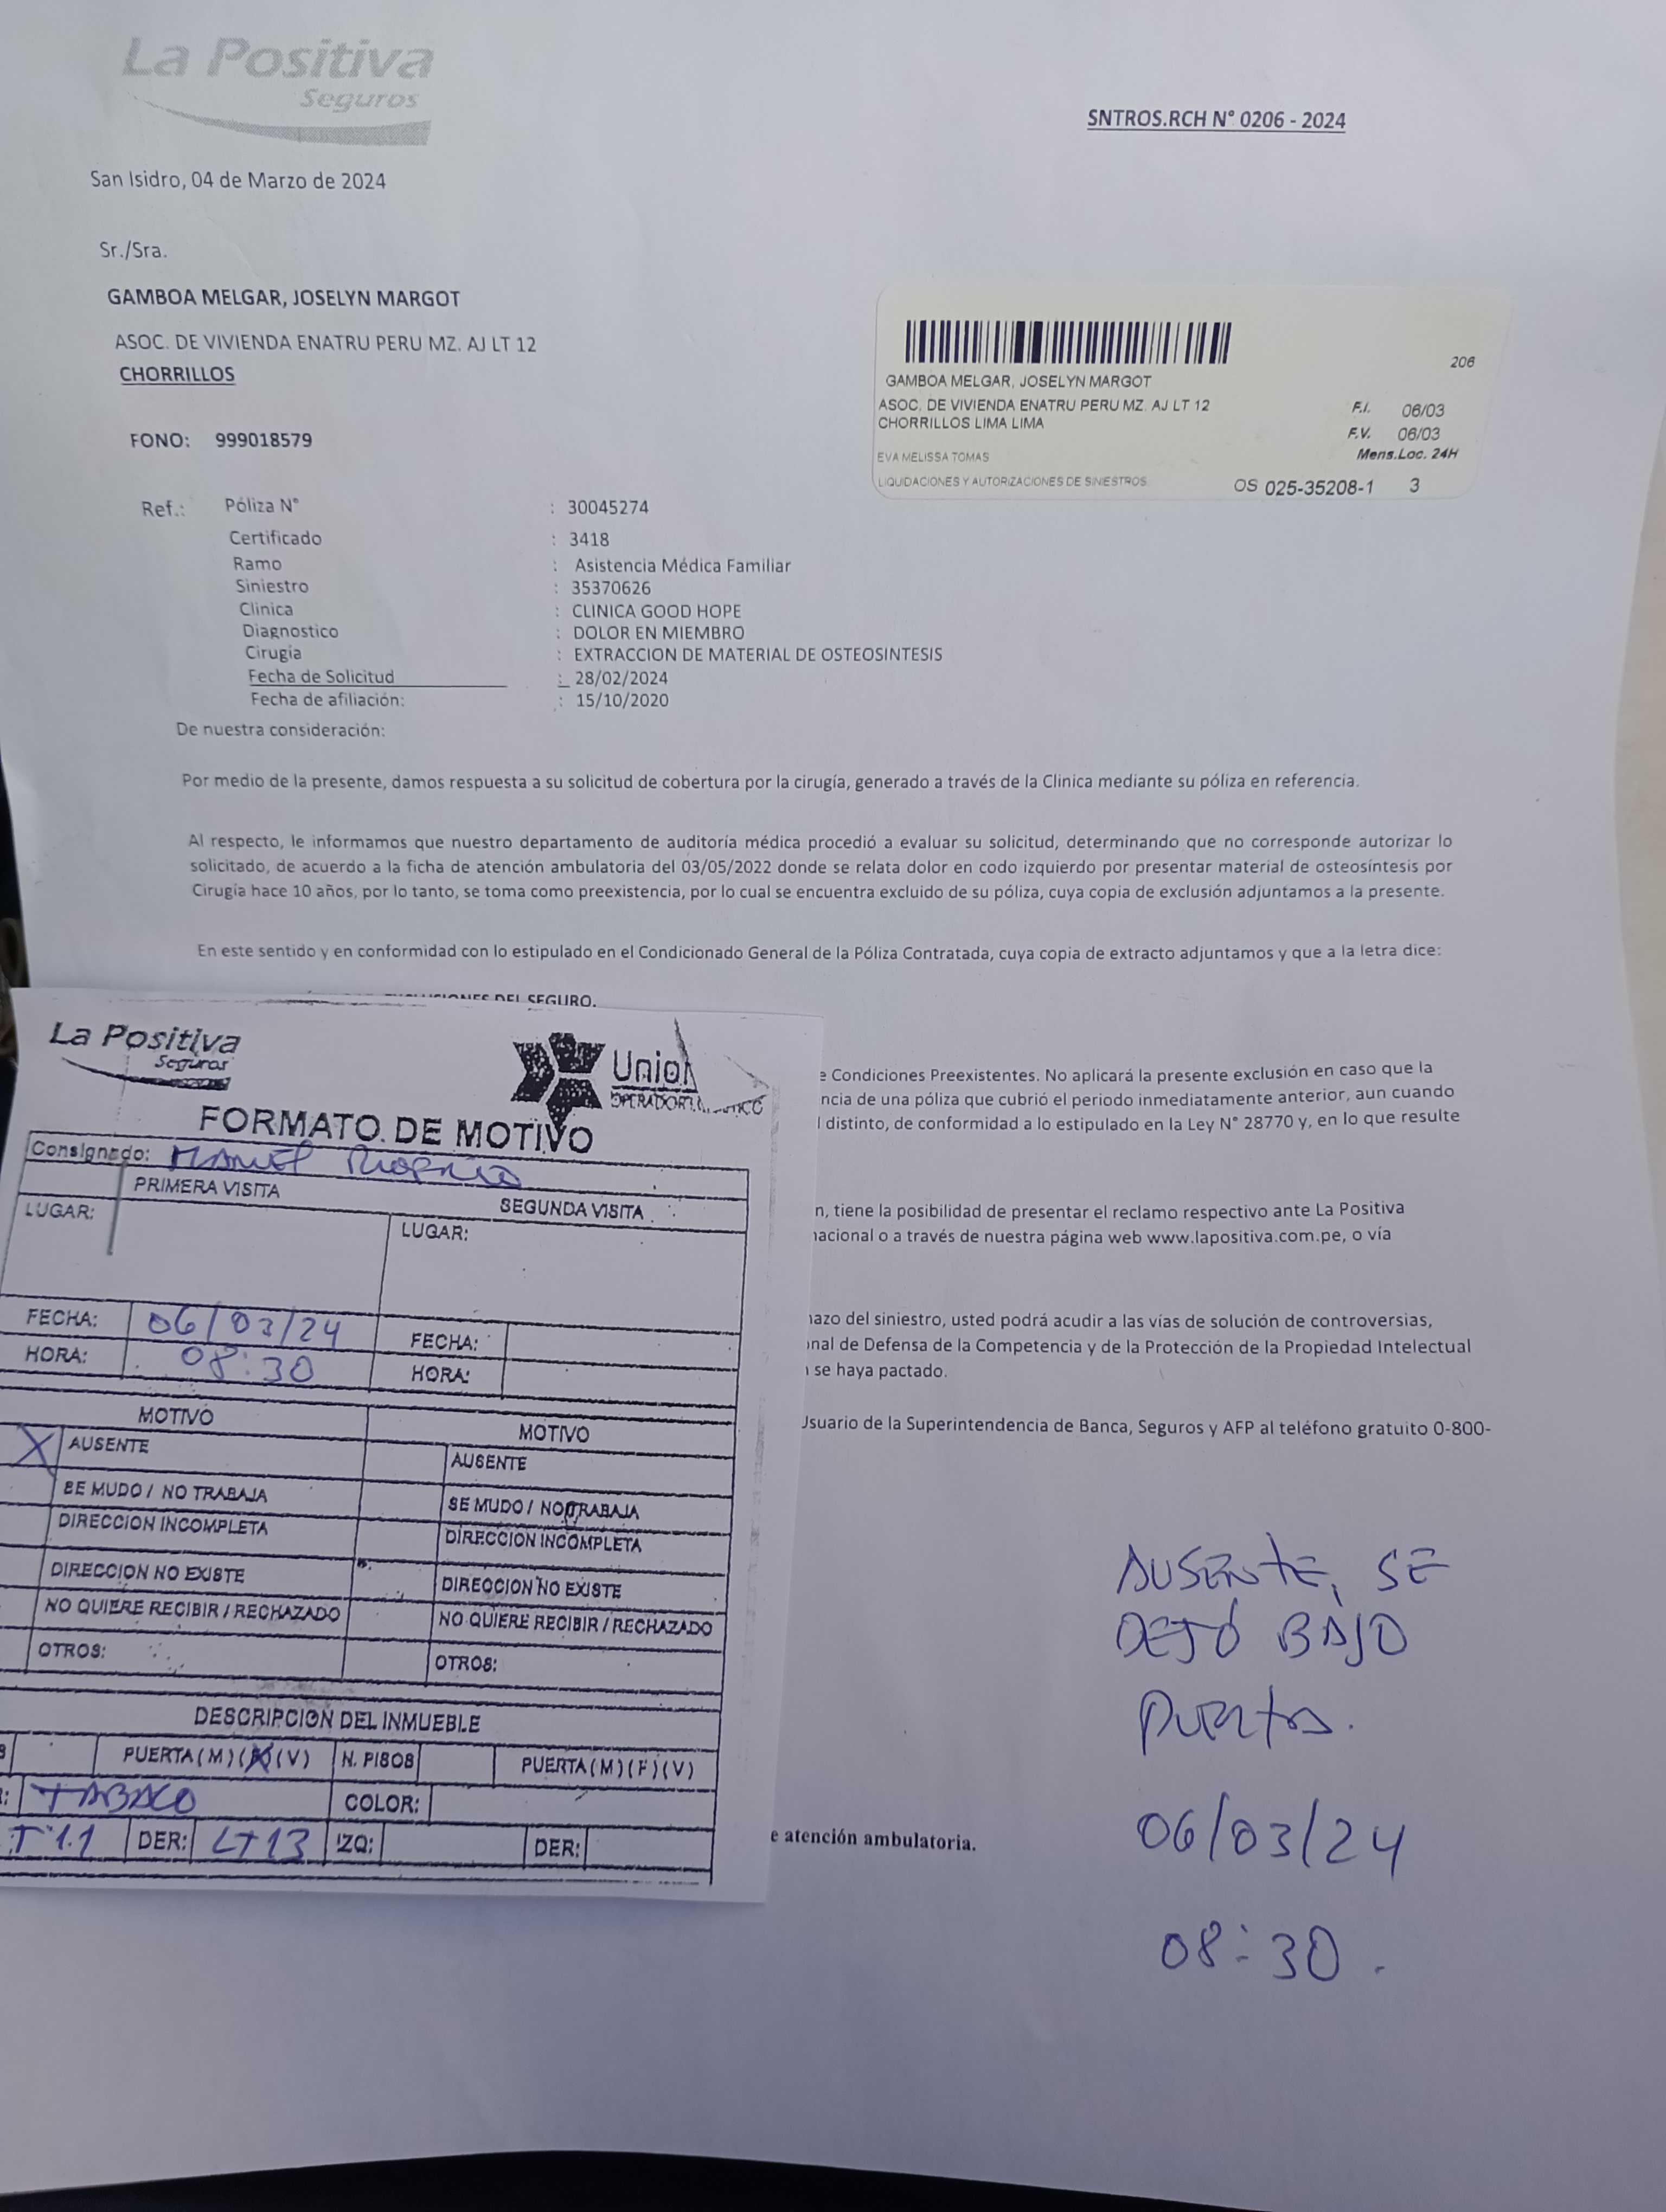 La Positiva
Seguros
SNTROS.RCH N° 0206 - 2024
San Isidro, 04 de Marzo de 2024
Sr./Sra.
GAMBOA MELGAR, JOSELYN MARGOT
ASOC. DE VIVIENDA ENATRU PERU MZ. AJ LT 12
CHORRILLOS
FONO: 999018579
206
GAMBOA MELGAR, JOSELYN MARGOT
ASOC. DE VIVIENDA ENATRU PERU MZ. AJ LT 12
CHORRILLOS LIMA LIMA
F.I. 06/03
F.V. 06/03
EVA MELISSA TOMAS
Mens.Loc. 24H
LIQUIDACIONES Y AUTORIZACIONES DE SINIESTROS
OS 025-35208-1 3
Ref.: Póliza N° : 30045274
Certificado : 3418
Ramo : Asistencia Médica Familiar
Siniestro : 35370626
Clinica : CLINICA GOOD HOPE
Diagnostico : DOLOR EN MIEMBRO
Cirugía : EXTRACCION DE MATERIAL DE OSTEOSINTESIS
Fecha de Solicitud : 28/02/2024
Fecha de afiliación: : 15/10/2020
De nuestra consideración:
Por medio de la presente, damos respuesta a su solicitud de cobertura por la cirugía, generado a través de la Clinica mediante su póliza en referencia.
Al respecto, le informamos que nuestro departamento de auditoría médica procedió a evaluar su solicitud, determinando que no corresponde autorizar lo
solicitado, de acuerdo a la ficha de atención ambulatoria del 03/05/2022 donde se relata dolor en codo izquierdo por presentar material de osteosíntesis por
Cirugía hace 10 años, por lo tanto, se toma como preexistencia, por lo cual se encuentra excluido de su póliza, cuya copia de exclusión adjuntamos a la presente.
En este sentido y en conformidad con lo estipulado en el Condicionado General de la Póliza Contratada, cuya copia de extracto adjuntamos y que a la letra dice:
DEL SEGURO.
e Condiciones Preexistentes. No aplicará la presente exclusión en caso que la
ncia de una póliza que cubrió el periodo inmediatamente anterior, aun cuando
distinto, de conformidad a lo estipulado en la Ley N° 28770 y, en lo que resulte
n, tiene la posibilidad de presentar el reclamo respectivo ante La Positiva
nacional o a través de nuestra página web www.lapositiva.com.pe, o vía
hazo del siniestro, usted podrá acudir a las vías de solución de controversias,
onal de Defensa de la Competencia y de la Protección de la Propiedad Intelectual
se haya pactado.
Usuario de la Superintendencia de Banca, Seguros y AFP al teléfono gratuito 0-800-
e atención ambulatoria.
La Positiva
Seguros
Union
FORMATO DE MOTIVO
Consignado:
PRIMERA VISITA SEGUNDA VISITA
LUGAR: LUGAR:
FECHA: 06/03/24 FECHA:
HORA: 08:30 HORA:
MOTIVO MOTIVO
X AUSENTE AUSENTE
SE MUDO / NO TRABAJA SE MUDO / NO TRABAJA
DIRECCION INCOMPLETA DIRECCION INCOMPLETA
DIRECCION NO EXISTE DIRECCION NO EXISTE
NO QUIERE RECIBIR / RECHAZADO NO QUIERE RECIBIR / RECHAZADO
OTROS: OTROS:
DESCRIPCION DEL INMUEBLE
PUERTA (M) (F) (V) N. PISOS PUERTA (M) (F) (V)
TABACO COLOR:
DER: LT 13 IZQ: DER:
AUSENTE, SE
DEJÓ BAJO
PUERTA.
06/03/24
08:30.